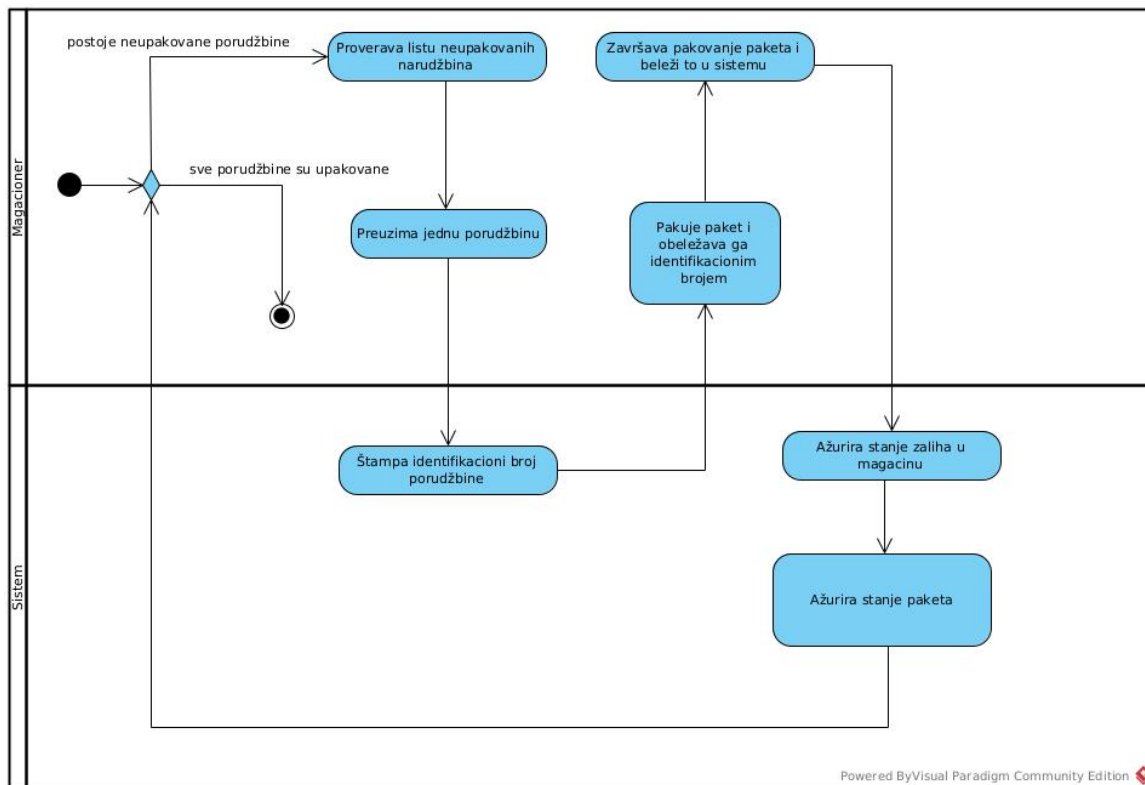 Magacioner
postoje neupakovane porudžbine
Proverava listu neupakovanih
narudžbina
Završava pakovanje paketa i
beleži to u sistemu
sve porudžbine su upakovane
Preuzima jednu porudžbinu
Pakuje paket i
obeležava ga
identifikacionim
brojem
Sistem
Štampa identifikacioni broj
porudžbine
Ažurira stanje zaliha u
magacinu
Ažurira stanje paketa
Powered ByVisual Paradigm Community Edition